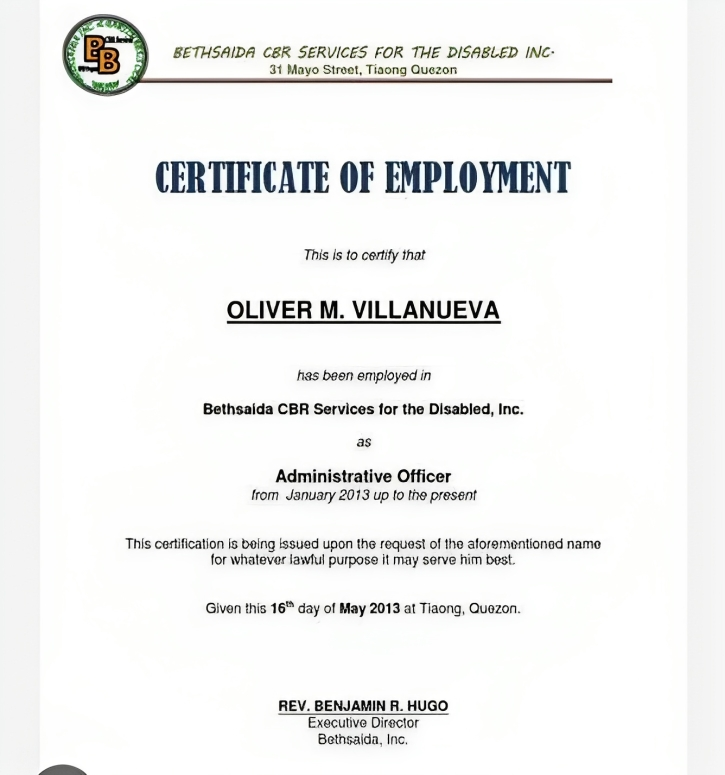 BB
BETHSAIDA CBR SERVICES FOR THE DISABLED INC.
31 Mayo Street, Tiaong Quezon
CERTIFICATE OF EMPLOYMENT
This is to certify that
OLIVER M. VILLANUEVA
has been employed in
Bethsaida CBR Services for the Disabled, Inc.
as
Administrative Officer
from January 2013 up to the present
This certification is being issued upon the request of the aforementioned name
for whatever lawful purpose it may serve him best.
Given this 16th day of May 2013 at Tiaong, Quezon.
REV. BENJAMIN R. HUGO
Executive Director
Bethsaida, Inc.